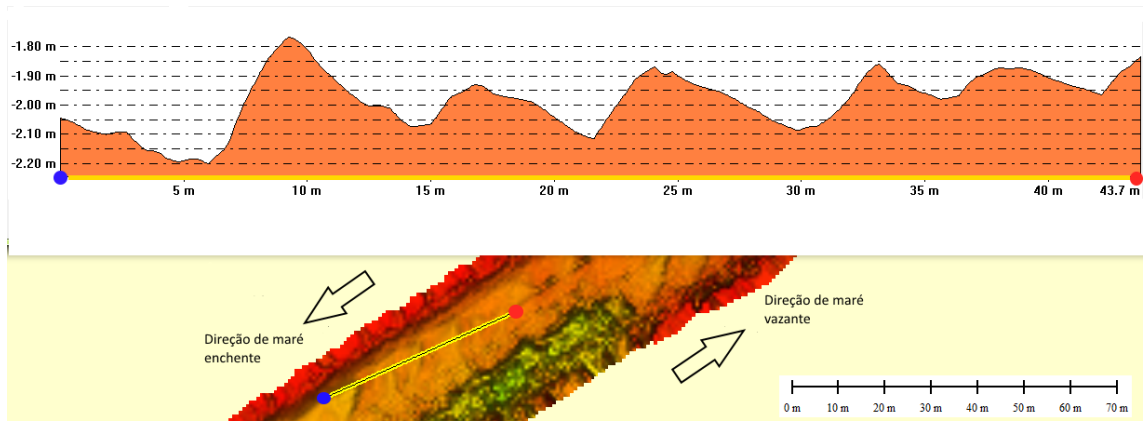 -1.80 m
-1.90 m
-2.00 m
-2.10 m
-2.20 m
5 m 10 m 15 m 20 m 25 m 30 m 35 m 40 m 43.7 m
Direção de maré
enchente
Direção de maré
vazante
0 m 10 m 20 m 30 m 40 m 50 m 60 m 70 m